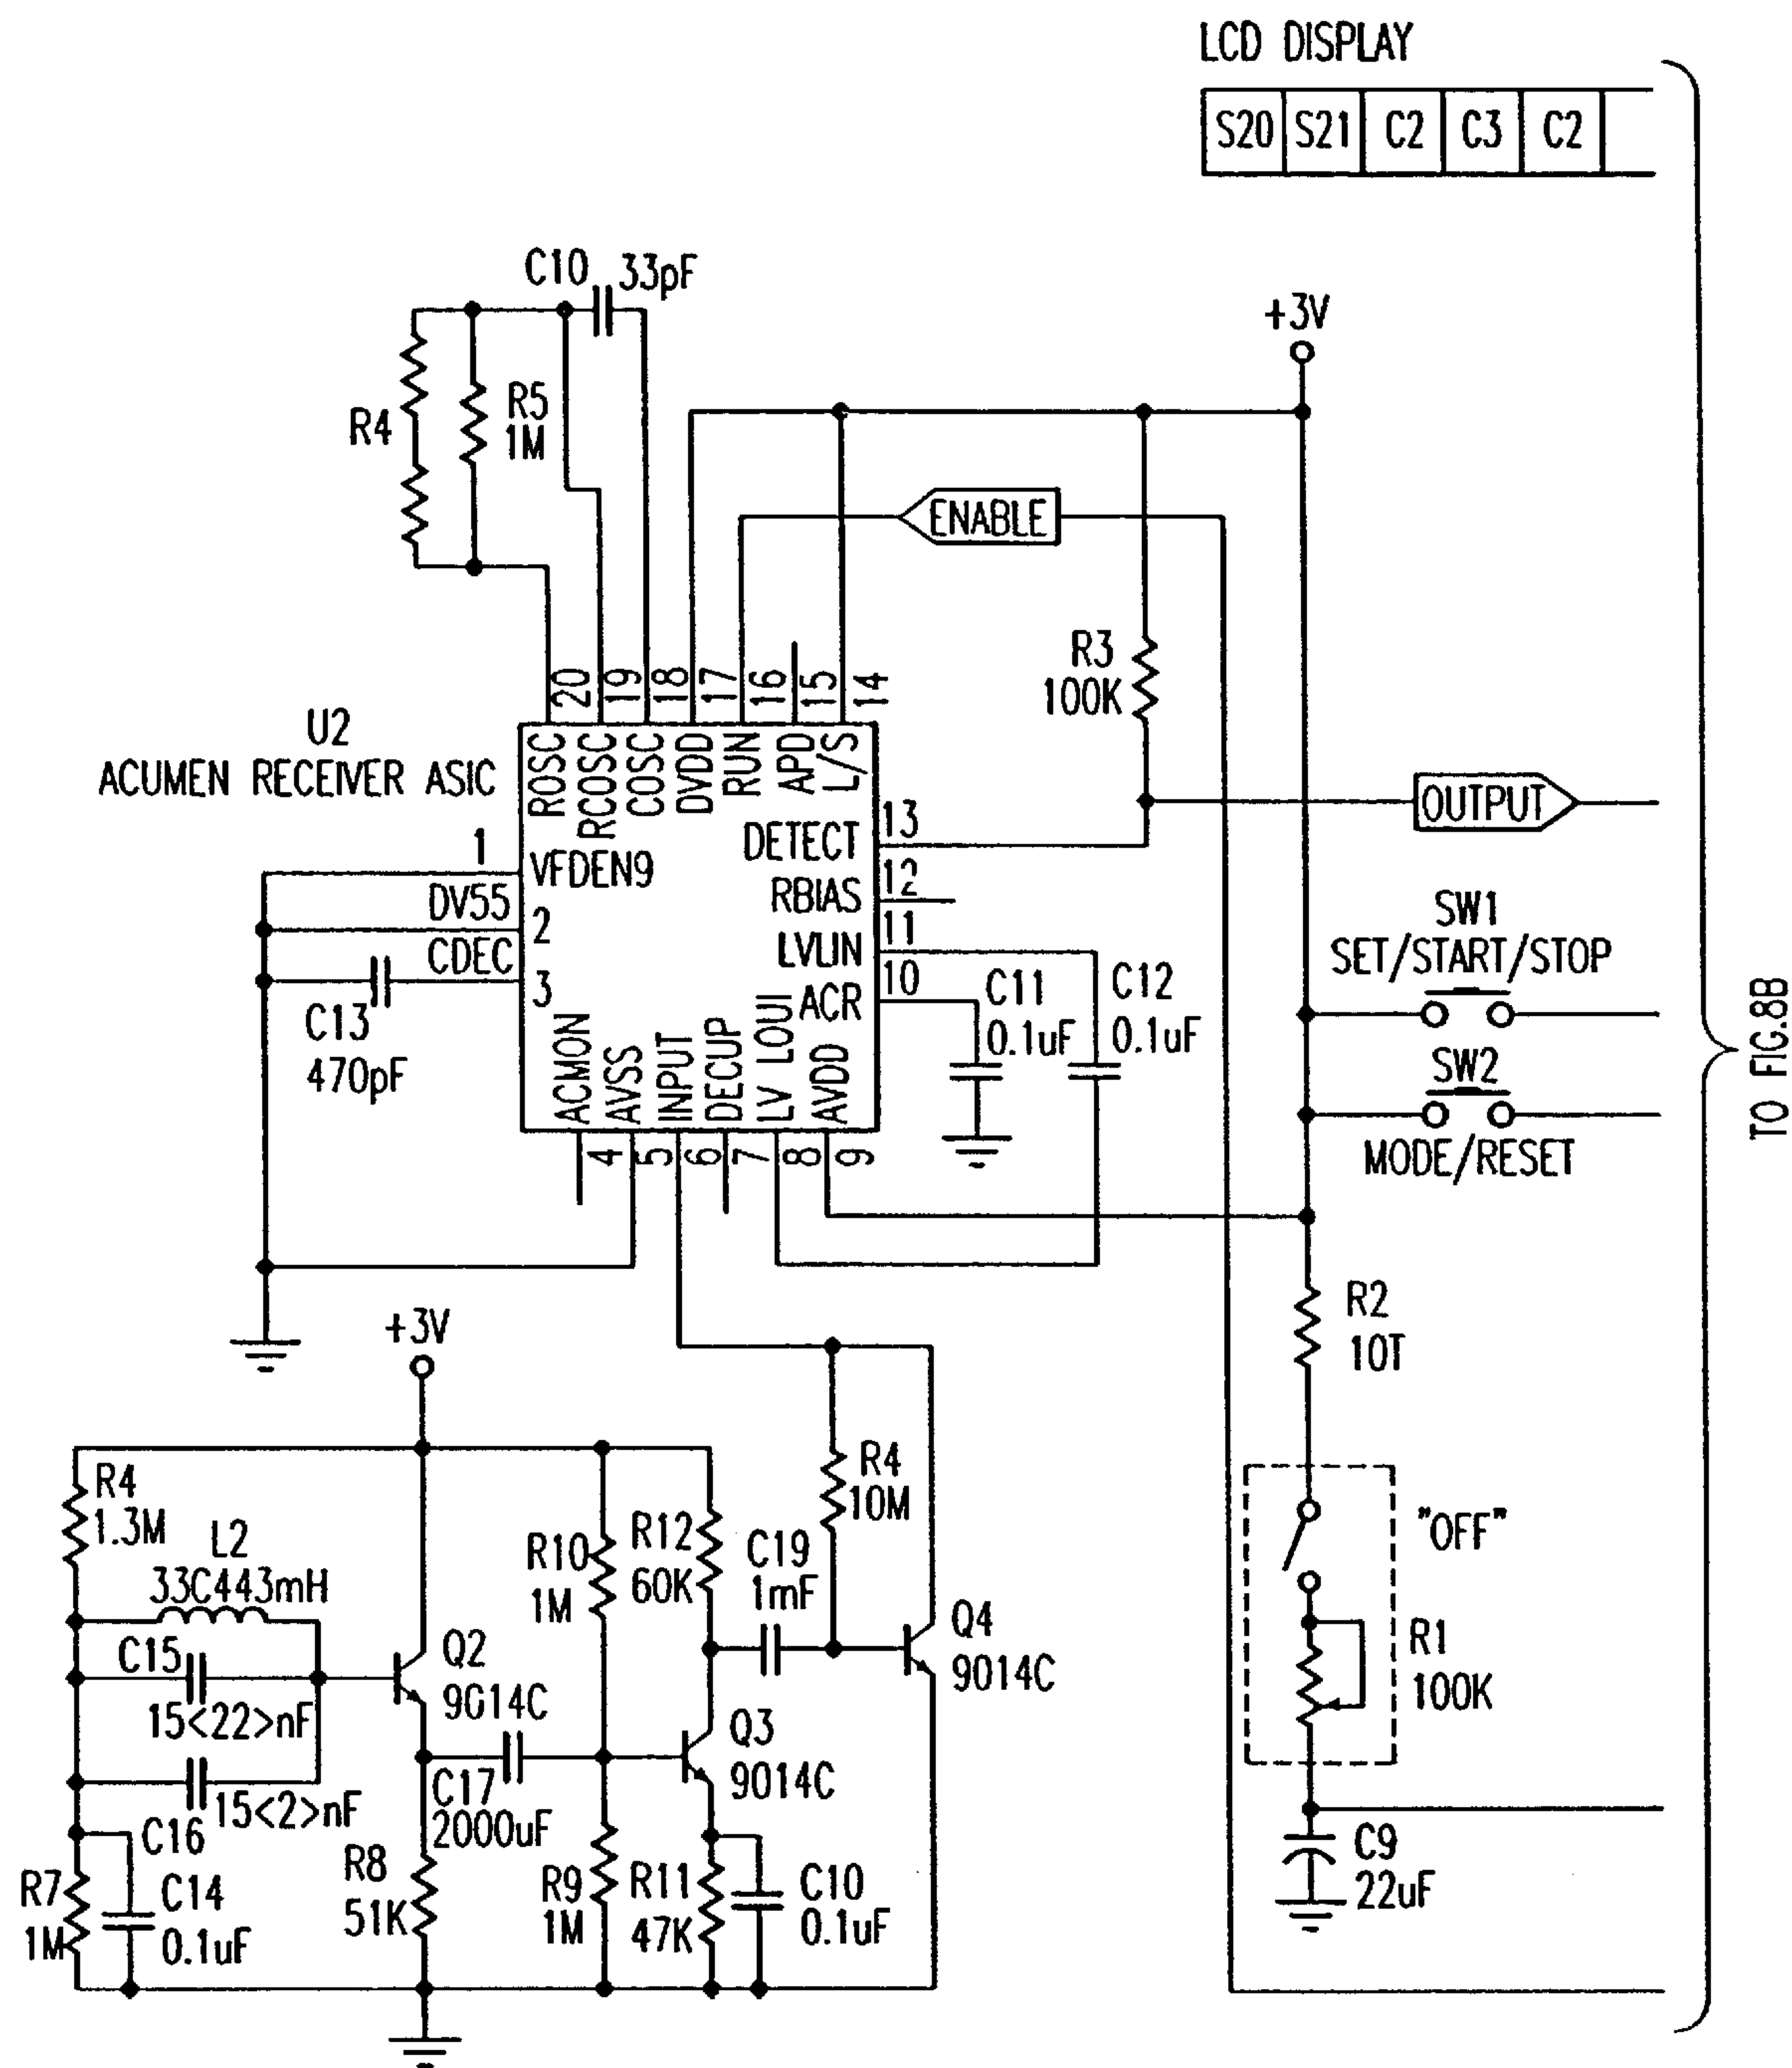 LCD DISPLAY
S20 S21 C2 C3 C2
C10 33pF
+3V
R4
R5
1M
ENABLE
R3
100K
20 19 18 17 16 15 14
U2
ACUMEN RECEIVER ASIC
ROSC RCOSC COSC DVDD RUN APD L/S
OUTPUT
1 VFDEN9
DETECT 13
RBIAS 12
DV55 2
LVLIN 11
CDEC 3
ACR 10
SW1
SET/START/STOP
C13
470pF
C11
0.1uF
C12
0.1uF
ACMON AVSS INPUT DECUP LV LOUI AVDD
4 5 6 7 8 9
SW2
MODE/RESET
TO FIG.8B
R2
10T
+3V
R4
1.3M
L2
33C443mH
R10
1M
R12
60K
C19
1mF
R4
10M
"OFF"
C15
15<22>nF
Q2
9G14C
Q4
9014C
R1
100K
Q3
9014C
15<2>nF
C16
C17
2000uF
R7
1M
C14
0.1uF
R8
51K
R9
1M
R11
47K
C10
0.1uF
C9
22uF